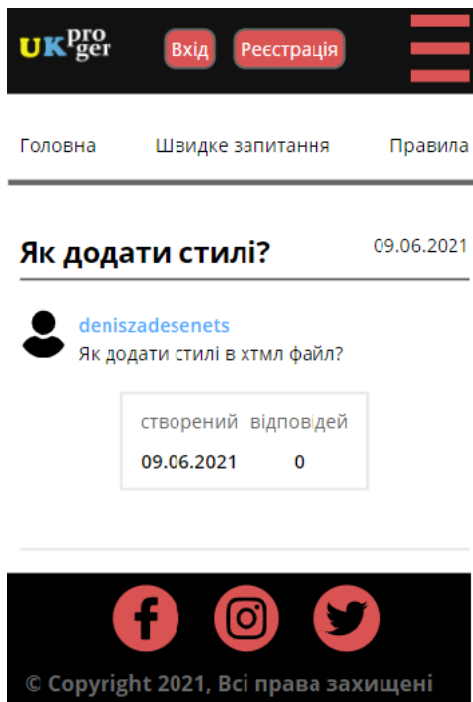 UK pro ger Вхід Реєстрація
Головна Швидке запитання Правила
Як додати стилі? 09.06.2021
deniszadesenets
Як додати стилі в хтмл файл?
створений відповідей
09.06.2021 0
© Copyright 2021, Всі права захищені